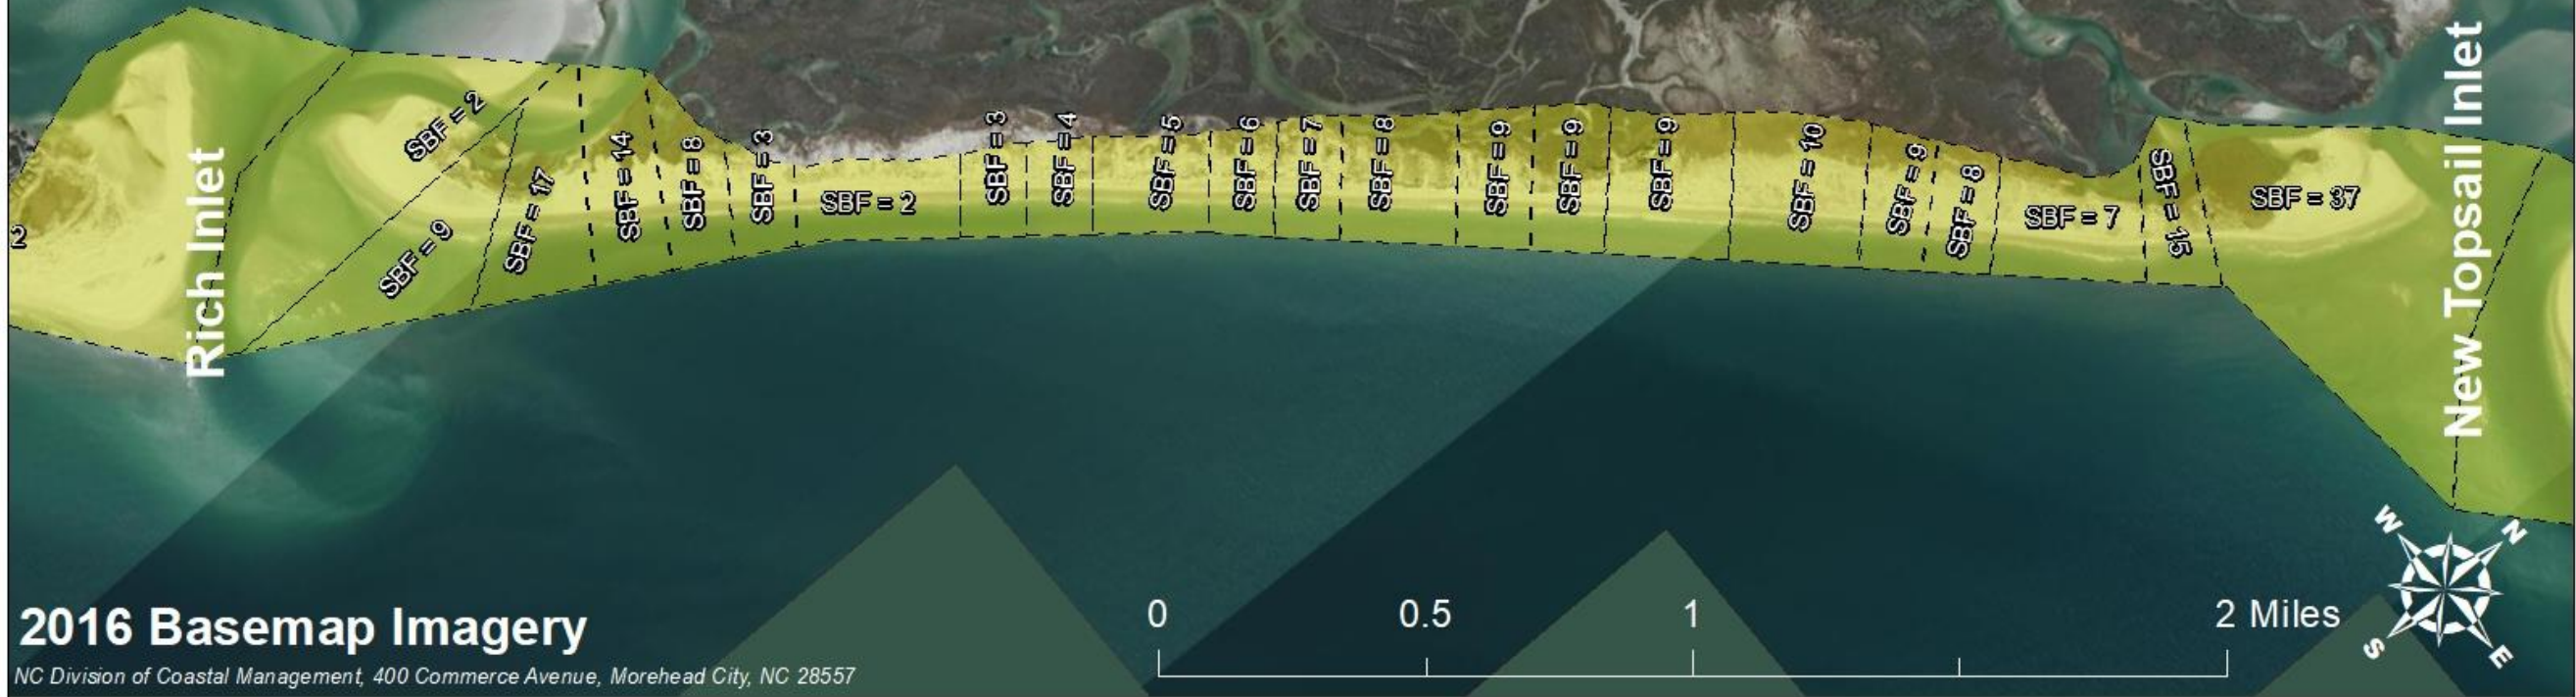 2
Rich Inlet
SBF = 2
SBF = 9
SBF = 17
SBF = 14
SBF = 8
SBF = 3
SBF = 2
SBF = 3
SBF = 4
SBF = 5
SBF = 6
SBF = 7
SBF = 8
SBF = 9
SBF = 9
SBF = 9
SBF = 10
SBF = 9
SBF = 8
SBF = 7
SBF = 15
SBF = 37
New Topsail Inlet
W
N
S
E
0 0.5 1 2 Miles
2016 Basemap Imagery
NC Division of Coastal Management, 400 Commerce Avenue, Morehead City, NC 28557